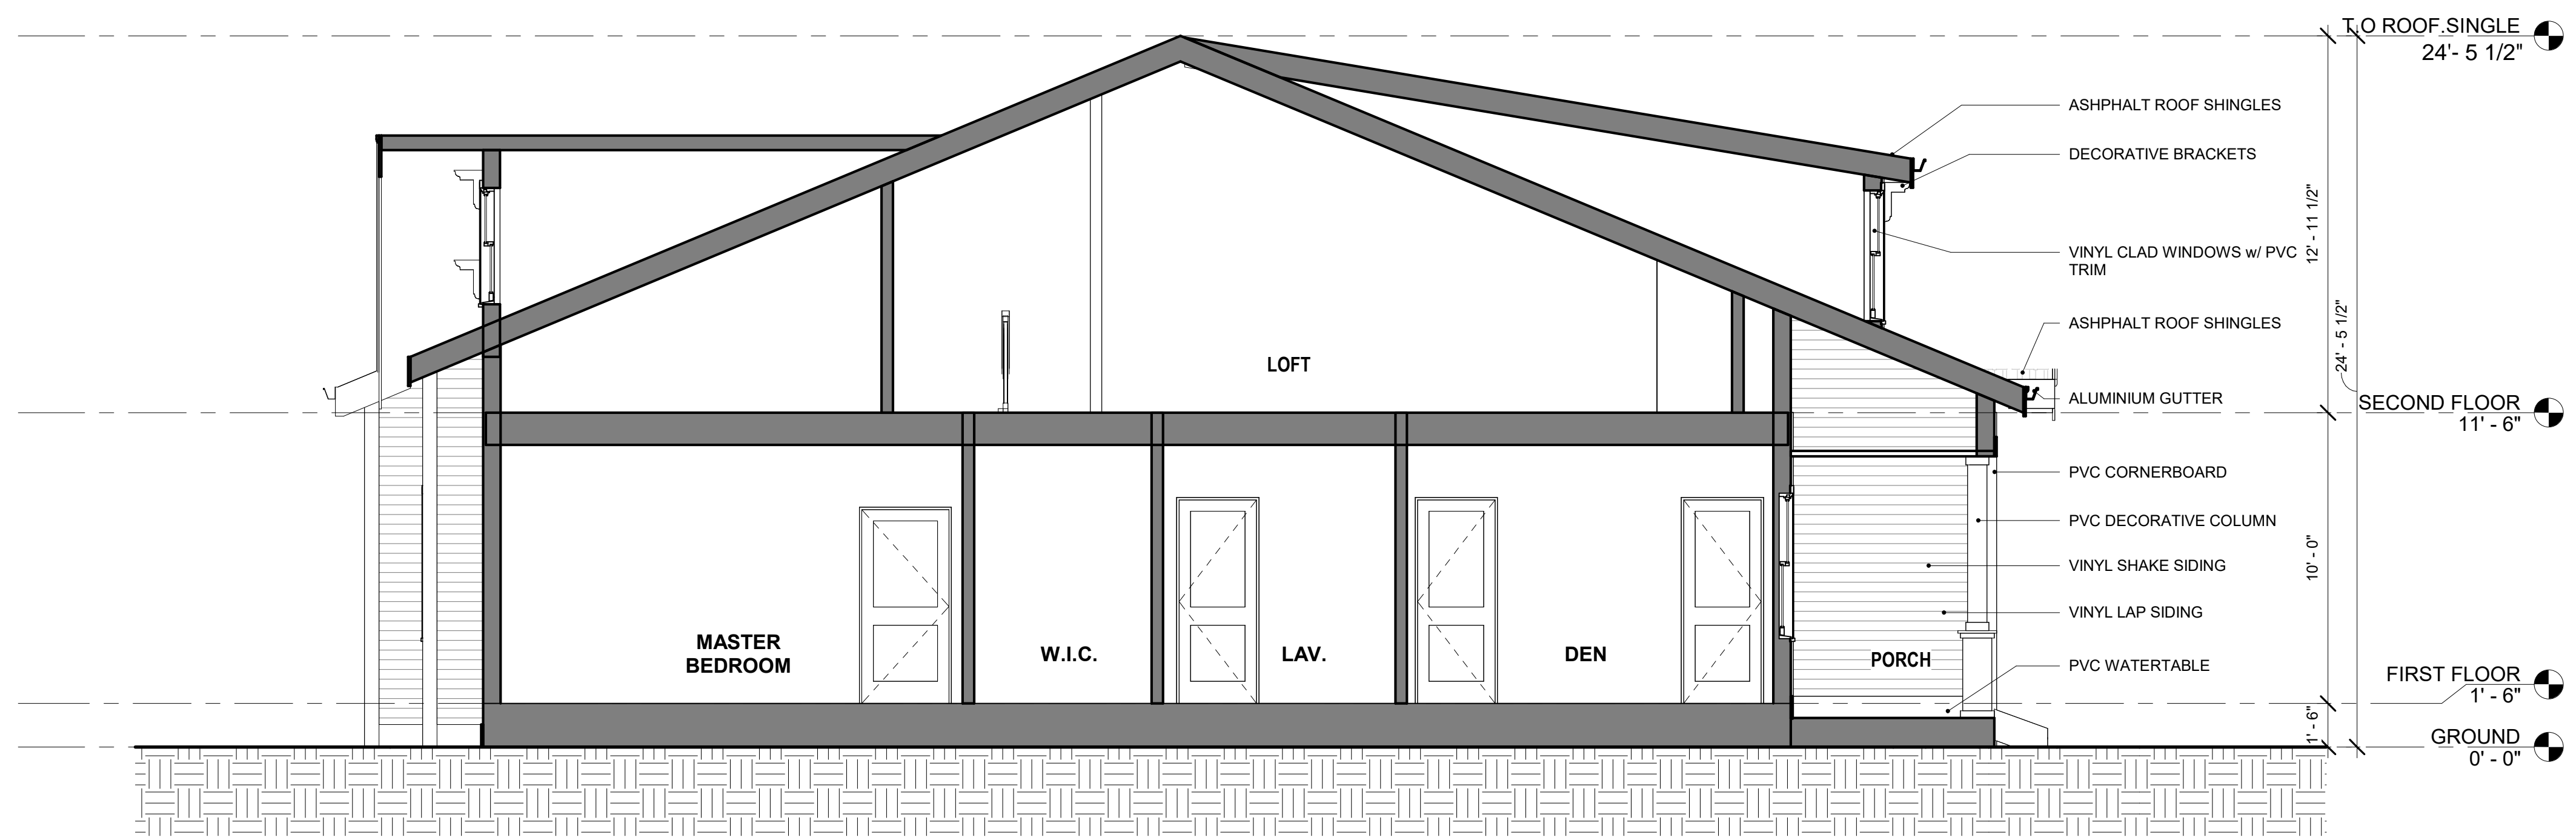 T.O ROOF.SINGLE
24'- 5 1/2"
ASHPHALT ROOF SHINGLES
DECORATIVE BRACKETS
VINYL CLAD WINDOWS w/ PVC
TRIM
12' - 11 1/2"
ASHPHALT ROOF SHINGLES
24' - 5 1/2"
LOFT
ALUMINIUM GUTTER
SECOND FLOOR
11' - 6"
PVC CORNERBOARD
PVC DECORATIVE COLUMN
10' - 0"
VINYL SHAKE SIDING
VINYL LAP SIDING
MASTER
BEDROOM
W.I.C.
LAV.
DEN
PORCH
PVC WATERTABLE
FIRST FLOOR
1' - 6"
1' - 6"
GROUND
0' - 0"